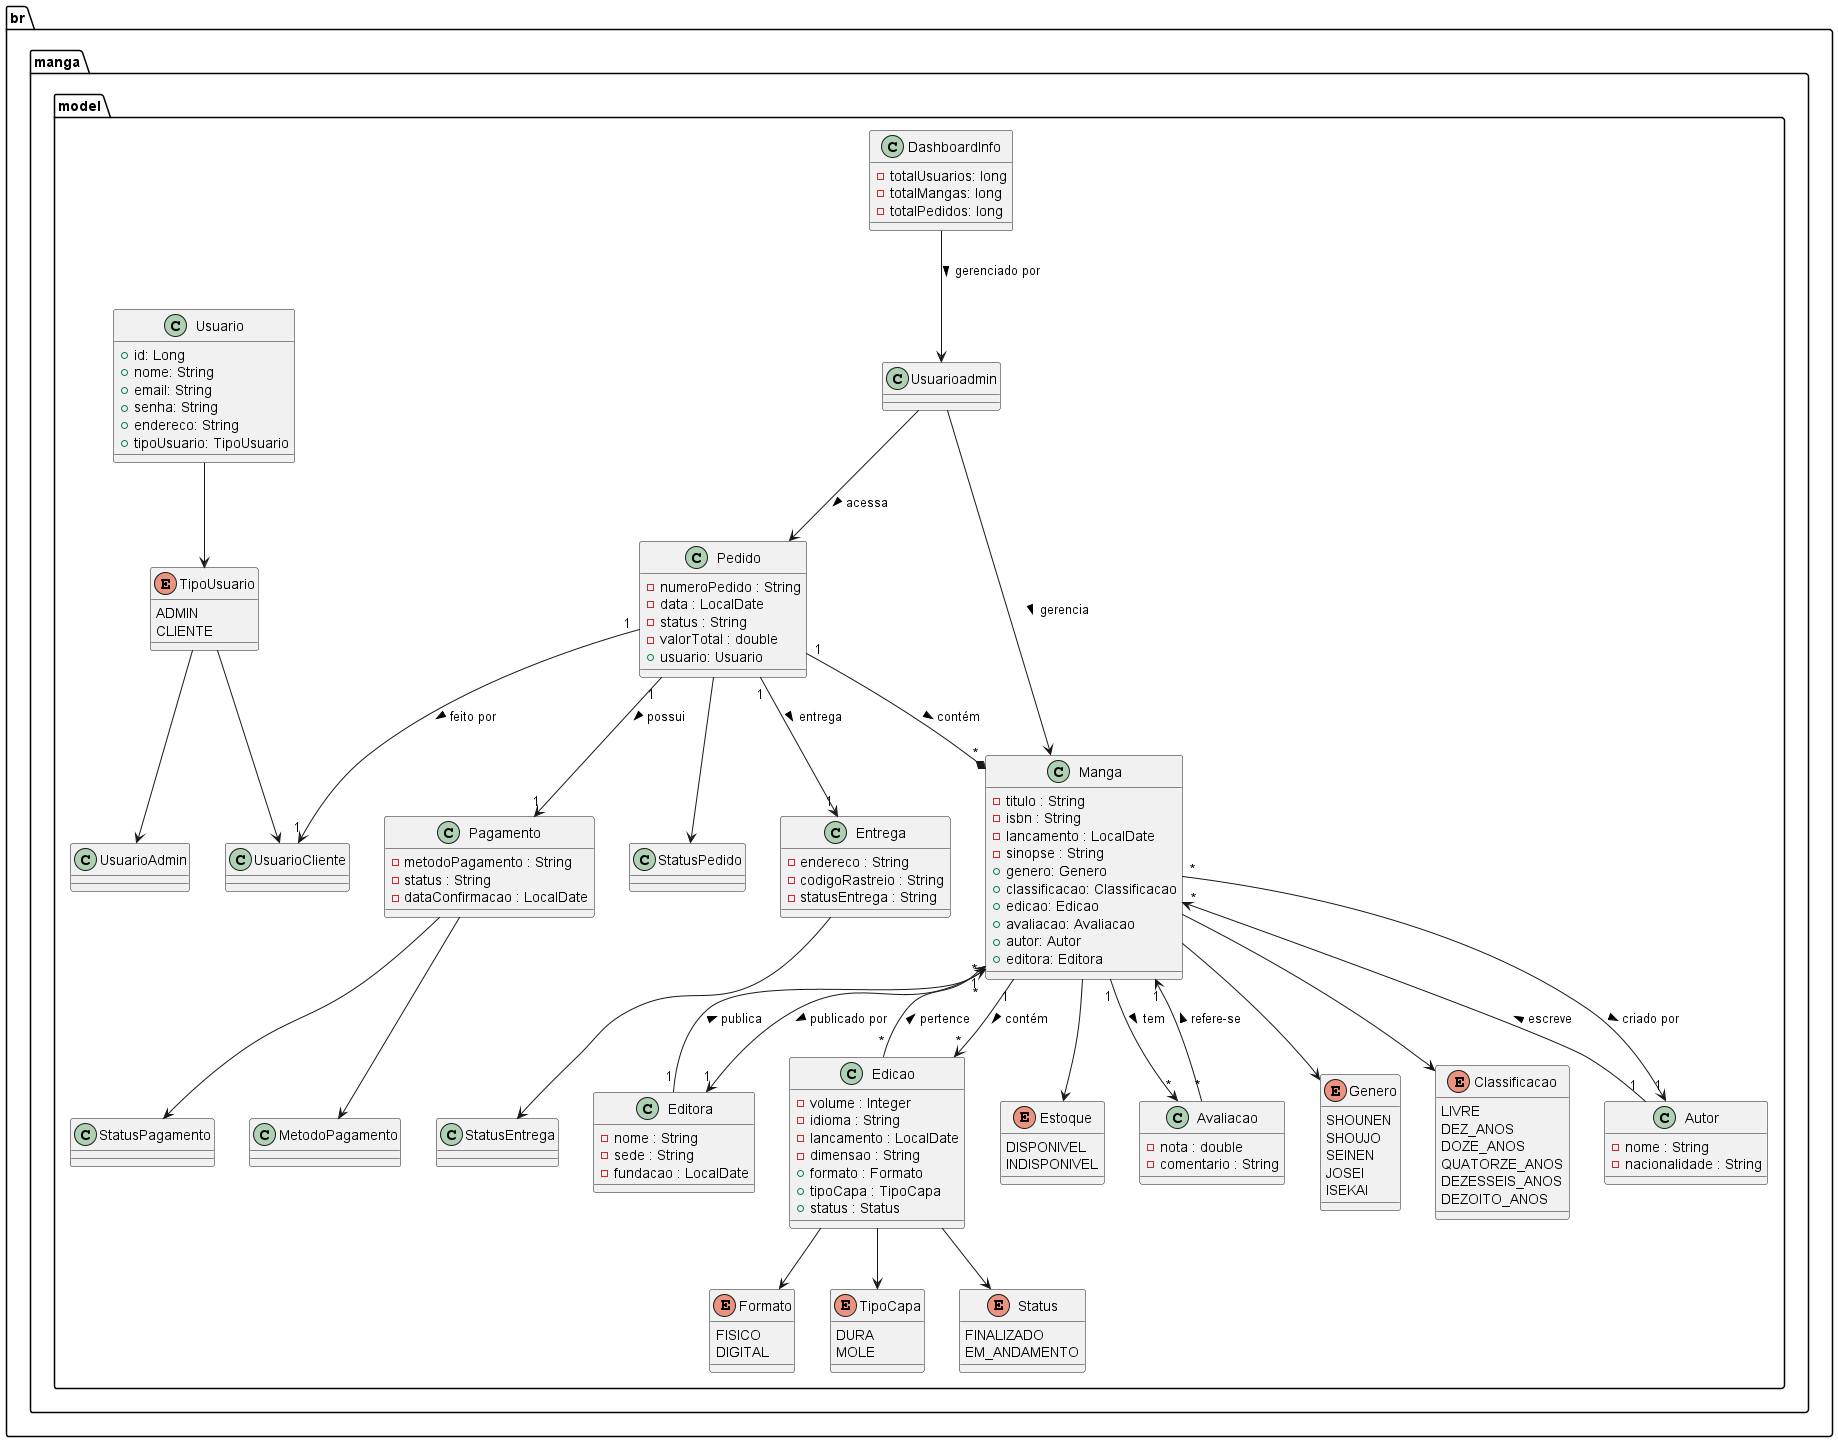 br
manga
model
C DashboardInfo
totalUsuarios: long
totalMangas: long
totalPedidos: long
gerenciado por
C Usuario
id: Long
nome: String
email: String
senha: String
endereco: String
tipoUsuario: TipoUsuario
C Usuarioadmin
acessa
gerencia
E TipoUsuario
ADMIN
CLIENTE
C Pedido
numeroPedido : String
data : LocalDate
status : String
valorTotal : double
usuario: Usuario
1
1
1
1
feito por
possui
entrega
contém
*
1
1
1
C UsuarioAdmin
C UsuarioCliente
C Pagamento
metodoPagamento : String
status : String
dataConfirmacao : LocalDate
C StatusPedido
C Entrega
endereco : String
codigoRastreio : String
statusEntrega : String
C Manga
titulo : String
isbn : String
lancamento : LocalDate
sinopse : String
genero: Genero
classificacao: Classificacao
edicao: Edicao
avaliacao: Avaliacao
autor: Autor
editora: Editora
*
*
*
1
*
1
1
1
publica
publicado por
pertence
contém
tem
refere-se
escreve
criado por
1
1
*
*
*
*
1
1
C StatusPagamento
C MetodoPagamento
C StatusEntrega
C Editora
nome : String
sede : String
fundacao : LocalDate
C Edicao
volume : Integer
idioma : String
lancamento : LocalDate
dimensao : String
formato : Formato
tipoCapa : TipoCapa
status : Status
E Estoque
DISPONIVEL
INDISPONIVEL
C Avaliacao
nota : double
comentario : String
E Genero
SHOUNEN
SHOUJO
SEINEN
JOSEI
ISEKAI
E Classificacao
LIVRE
DEZ_ANOS
DOZE_ANOS
QUATORZE_ANOS
DEZESSEIS_ANOS
DEZOITO_ANOS
C Autor
nome : String
nacionalidade : String
E Formato
FISICO
DIGITAL
E TipoCapa
DURA
MOLE
E Status
FINALIZADO
EM_ANDAMENTO